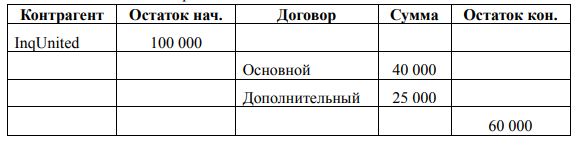 Контрагент Остаток нач. Договор Сумма Остаток кон.
InqUnited 100 000
Основной 40 000
Дополнительный 25 000
60 000